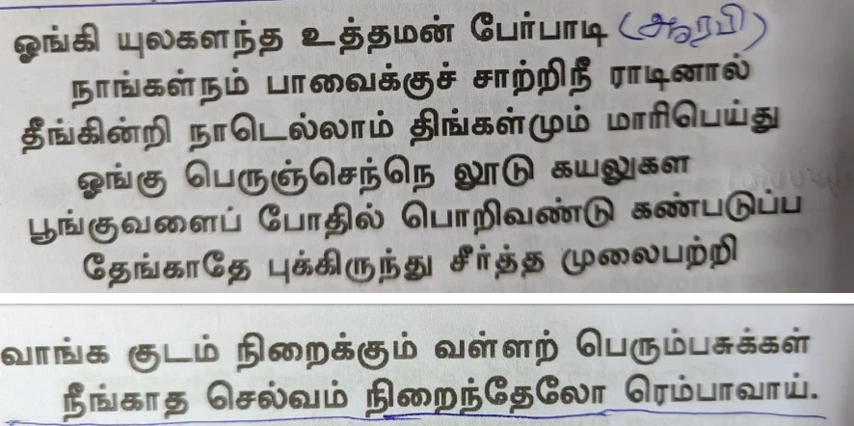 ஓங்கி யுலகளந்த உத்தமன் பேர்பாடி (ஆரபி)
நாங்கள்நம் பாவைக்குச் சாற்றிநீ ராடினால்
தீங்கின்றி நாடெல்லாம் திங்கள்மும் மாரிபெய்து
ஓங்கு பெருஞ்செந்நெ லூடு கயலுகள
பூங்குவளைப் போதில் பொறிவண்டு கண்படுப்ப
தேங்காதே புக்கிருந்து சீர்த்த முலைபற்றி
வாங்க குடம் நிறைக்கும் வள்ளற் பெரும்பசுக்கள்
நீங்காத செல்வம் நிறைந்தேலோ ரெம்பாவாய்.